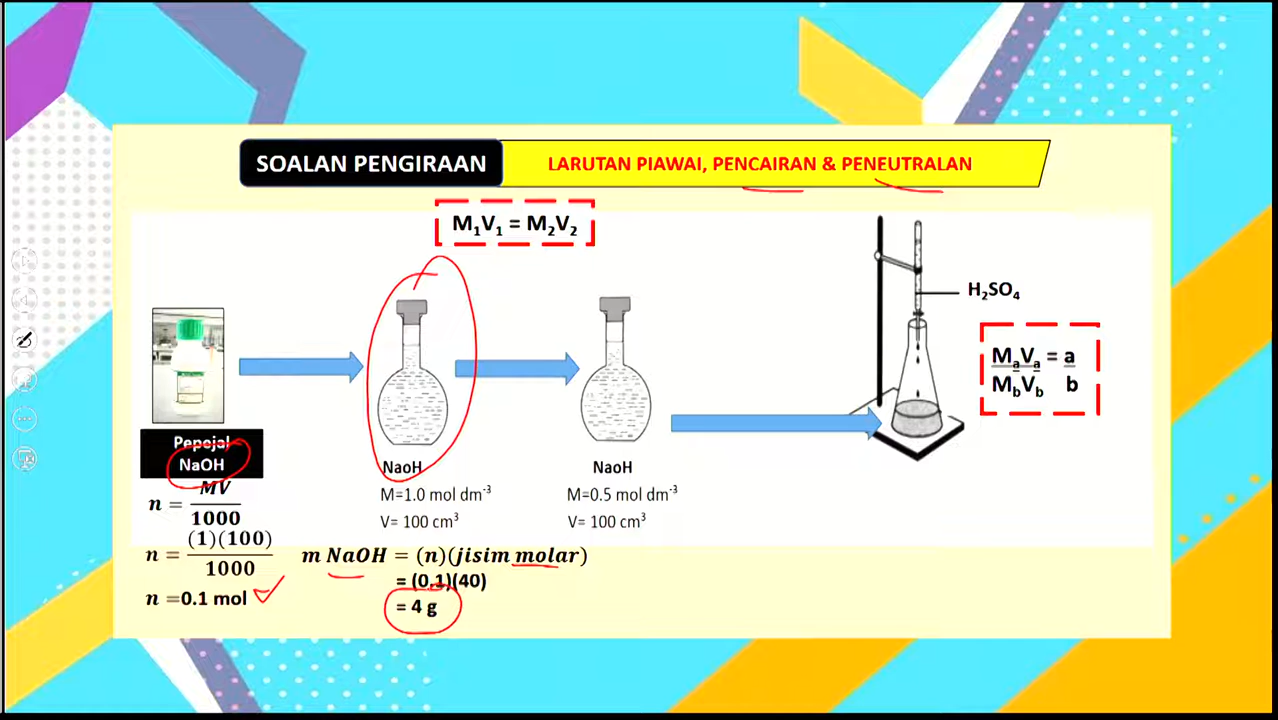 SOALAN PENGIRAAN
LARUTAN PIAWAI, PENCAIRAN & PENEUTRALAN
M₁V₁ = M₂V₂
H₂SO₄
MₐVₐ = a
M_bV_b b
Pepejal
NaOH
NaoH
M=1.0 mol dm⁻³
V= 100 cm³
NaoH
M=0.5 mol dm⁻³
V= 100 cm³
n = MV
1000
n = (1)(100)
1000
n =0.1 mol
m NaOH = (n)(jisim molar)
= (0.1)(40)
= 4 g